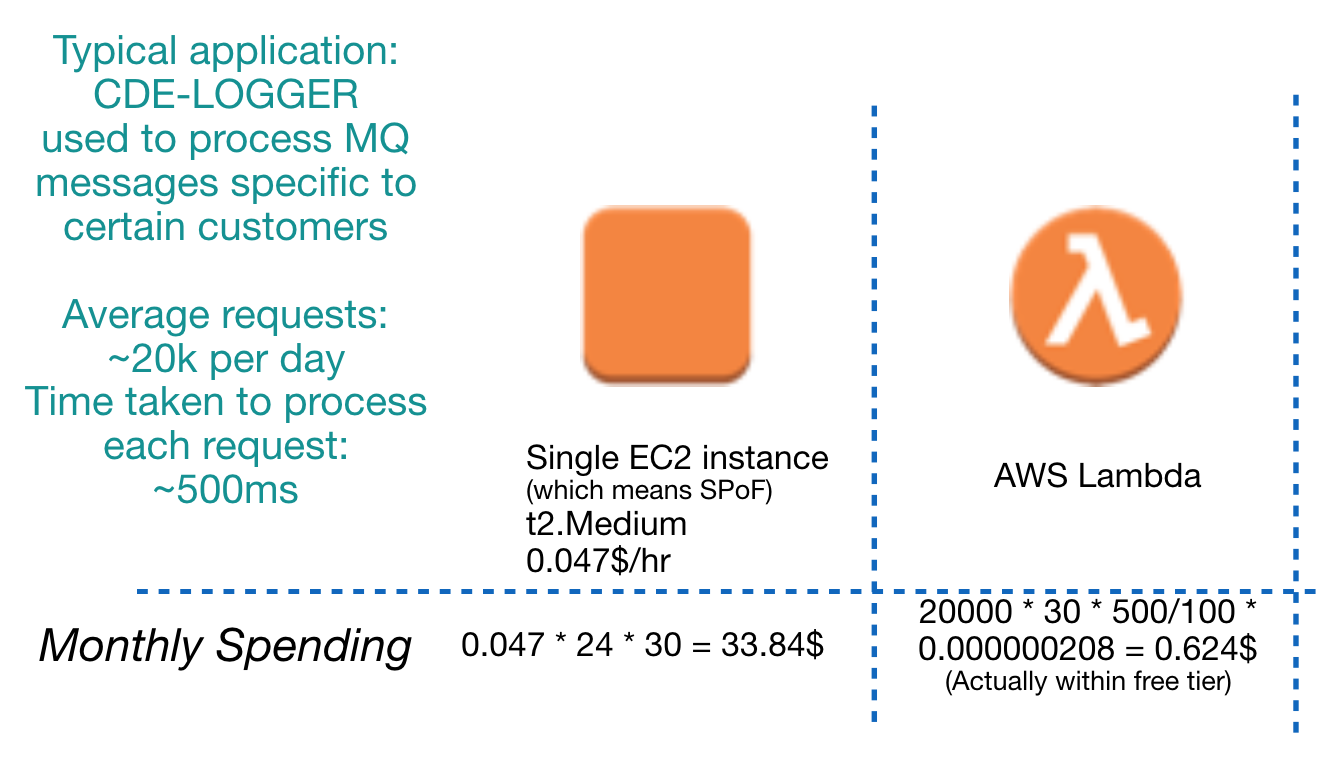 Typical application:
CDE-LOGGER
used to process MQ
messages specific to
certain customers
Average requests:
~20k per day
Time taken to process
each request:
~500ms
Single EC2 instance
(which means SPoF)
t2.Medium
0.047$/hr
AWS Lambda
Monthly Spending
0.047 * 24 * 30 = 33.84$
20000 * 30 * 500/100 *
0.000000208 = 0.624$
(Actually within free tier)